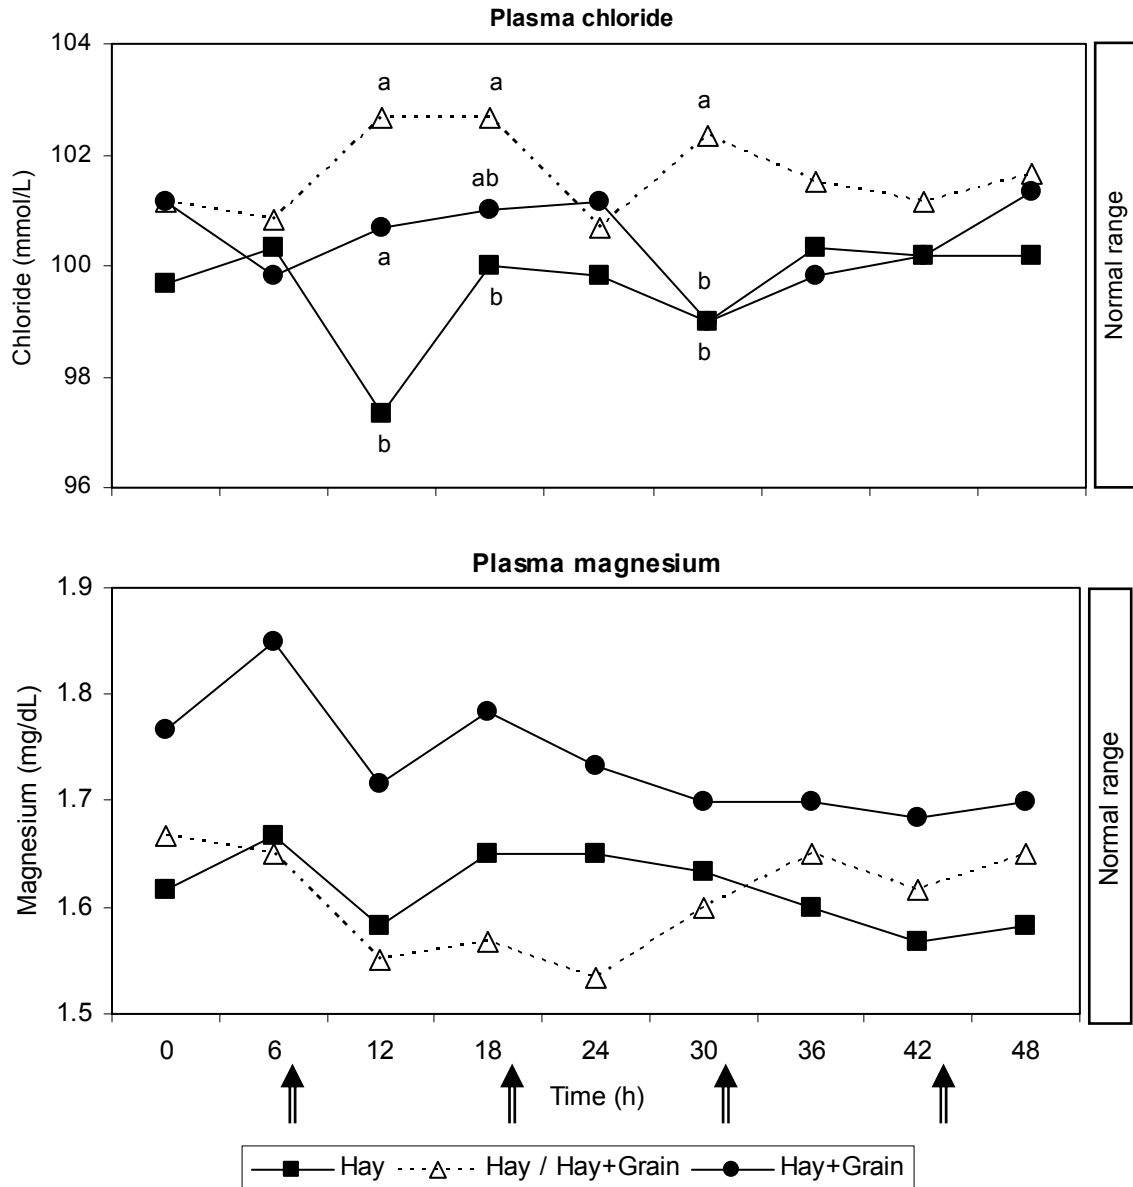 Plasma chloride
104
102
100
98
96
Chloride (mmol/L)
a
a
a
ab
a
b
b
b
b
Normal range
Plasma magnesium
1.9
1.8
1.7
1.6
1.5
Magnesium (mg/dL)
Normal range
0 6 12 18 24 30 36 42 48
Time (h)
Hay Hay / Hay+Grain Hay+Grain